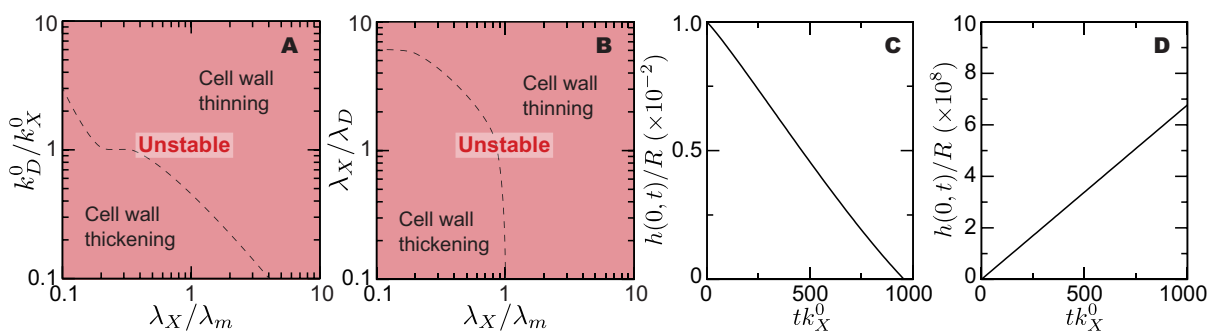 A
Cell wall
thinning
Unstable
Cell wall
thickening
k_D^0/k_X^0
10
1
0.1
0.1
1
10
λ_X/λ_m
B
Cell wall
thinning
Unstable
Cell wall
thickening
λ_X/λ_D
10
1
0.1
0.1
1
10
λ_X/λ_m
C
h(0,t)/R (×10^−2)
1.0
0.5
0
0
500
1000
tk_X^0
D
h(0,t)/R (×10^8)
10
8
6
4
2
0
0
500
1000
tk_X^0